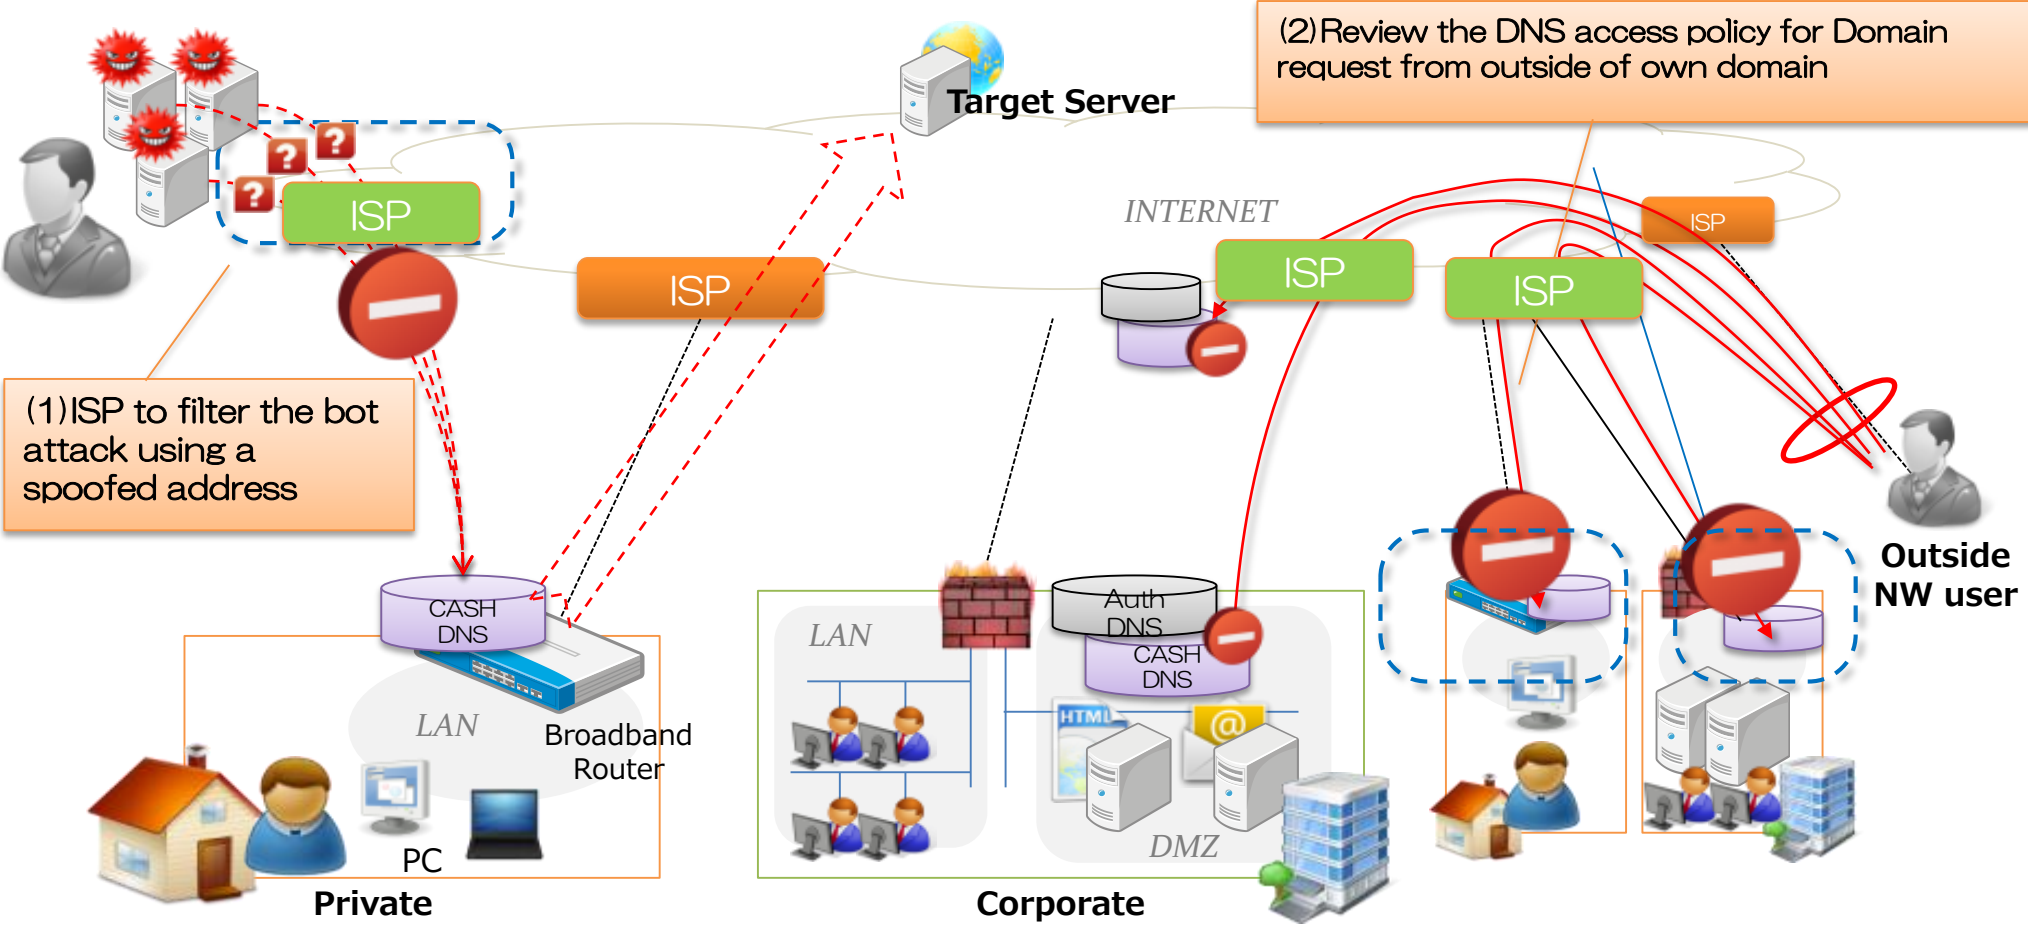 (2)Review the DNS access policy for Domain
request from outside of own domain
Target Server
?
?
?
ISP
INTERNET
ISP
ISP
ISP
ISP
(1)ISP to filter the bot
attack using a
spoofed address
Outside
NW user
CASH
DNS
Auth
DNS
CASH
DNS
LAN
LAN
HTML
@
Broadband
Router
PC
DMZ
Private
Corporate